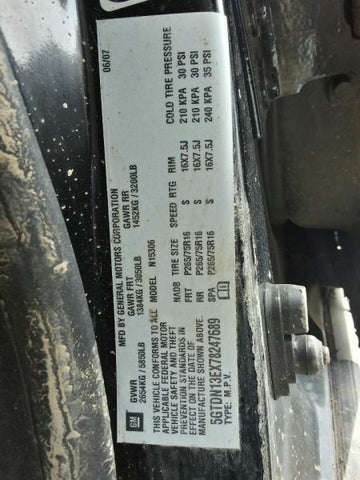 MFD BY GENERAL MOTORS CORPORATION 06/07
GVWR GAWR FRT GAWR RR
2654KG / 5850LB 1384KG / 3050LB 1452KG / 3200LB
THIS VEHICLE CONFORMS TO ALL MODEL N15306
APPLICABLE FEDERAL MOTOR
VEHICLE SAFETY AND THEFT
PREVENTION STANDARDS IN
EFFECT ON THE DATE OF
MANUFACTURE SHOWN ABOVE.
5GTDN13EX78247689
TYPE: M.P.V.
NADB TIRE SIZE SPEED RTG RIM COLD TIRE PRESSURE
FRT P265/75R16 S 16X7.5J 210 KPA 30 PSI
RR P265/75R16 S 16X7.5J 210 KPA 30 PSI
SPA P265/75R16 S 16X7.5J 240 KPA 35 PSI
GM